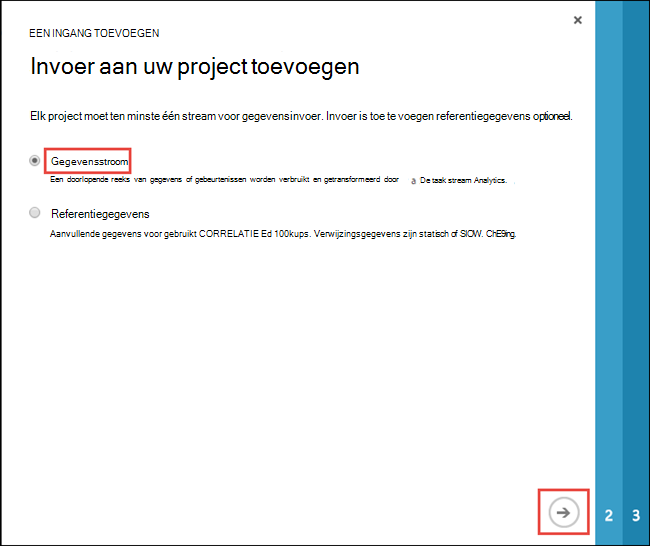 EEN INGANG TOEVOEGEN
Invoer aan uw project toevoegen
Elk project moet ten minste één stream voor gegevensinvoer. Invoer is toe te voegen referentiegegevens optioneel.
Gegevensstroom
Een doorlopende reeks van gegevens of gebeurtenissen worden verbruikt en getransformeerd door a De taak stream Analytics.
Referentiegegevens
Aanvullende gegevens voor gebruikt CORRELATIE Ed 100kups. Verwijzingsgegevens zijn statisch of SIOW. ChE9ing.
2 3